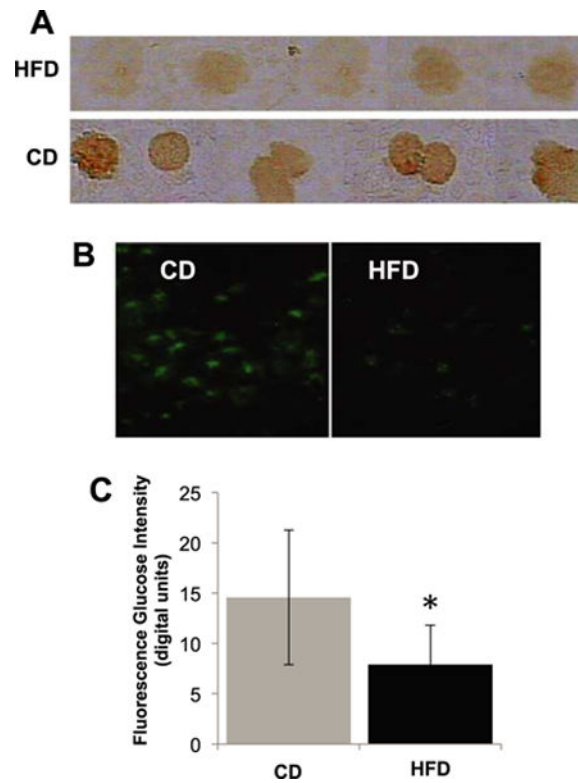 A
HFD
CD
B
CD
HFD
C
Fluorescence Glucose Intensity
(digital units)
25
20
15
10
5
0
*
CD
HFD